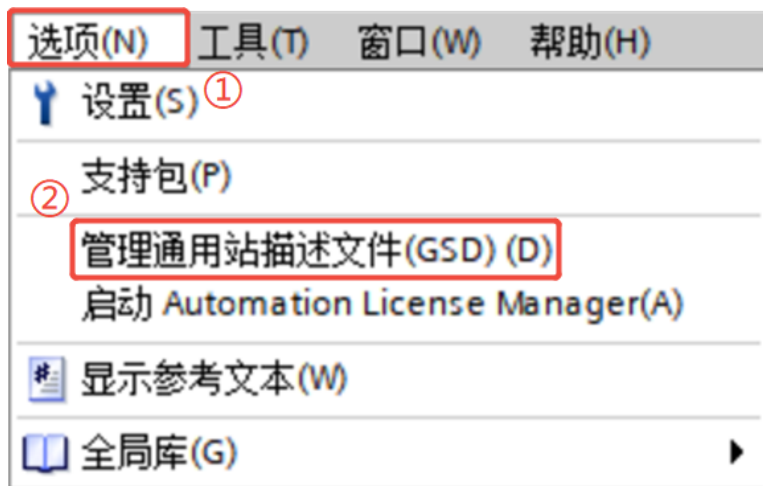 选项(N) 工具(T) 窗口(W) 帮助(H)
设置(S) ①
支持包(P)
②
管理通用站描述文件(GSD) (D)
启动 Automation License Manager(A)
显示参考文本(W)
全局库(G)